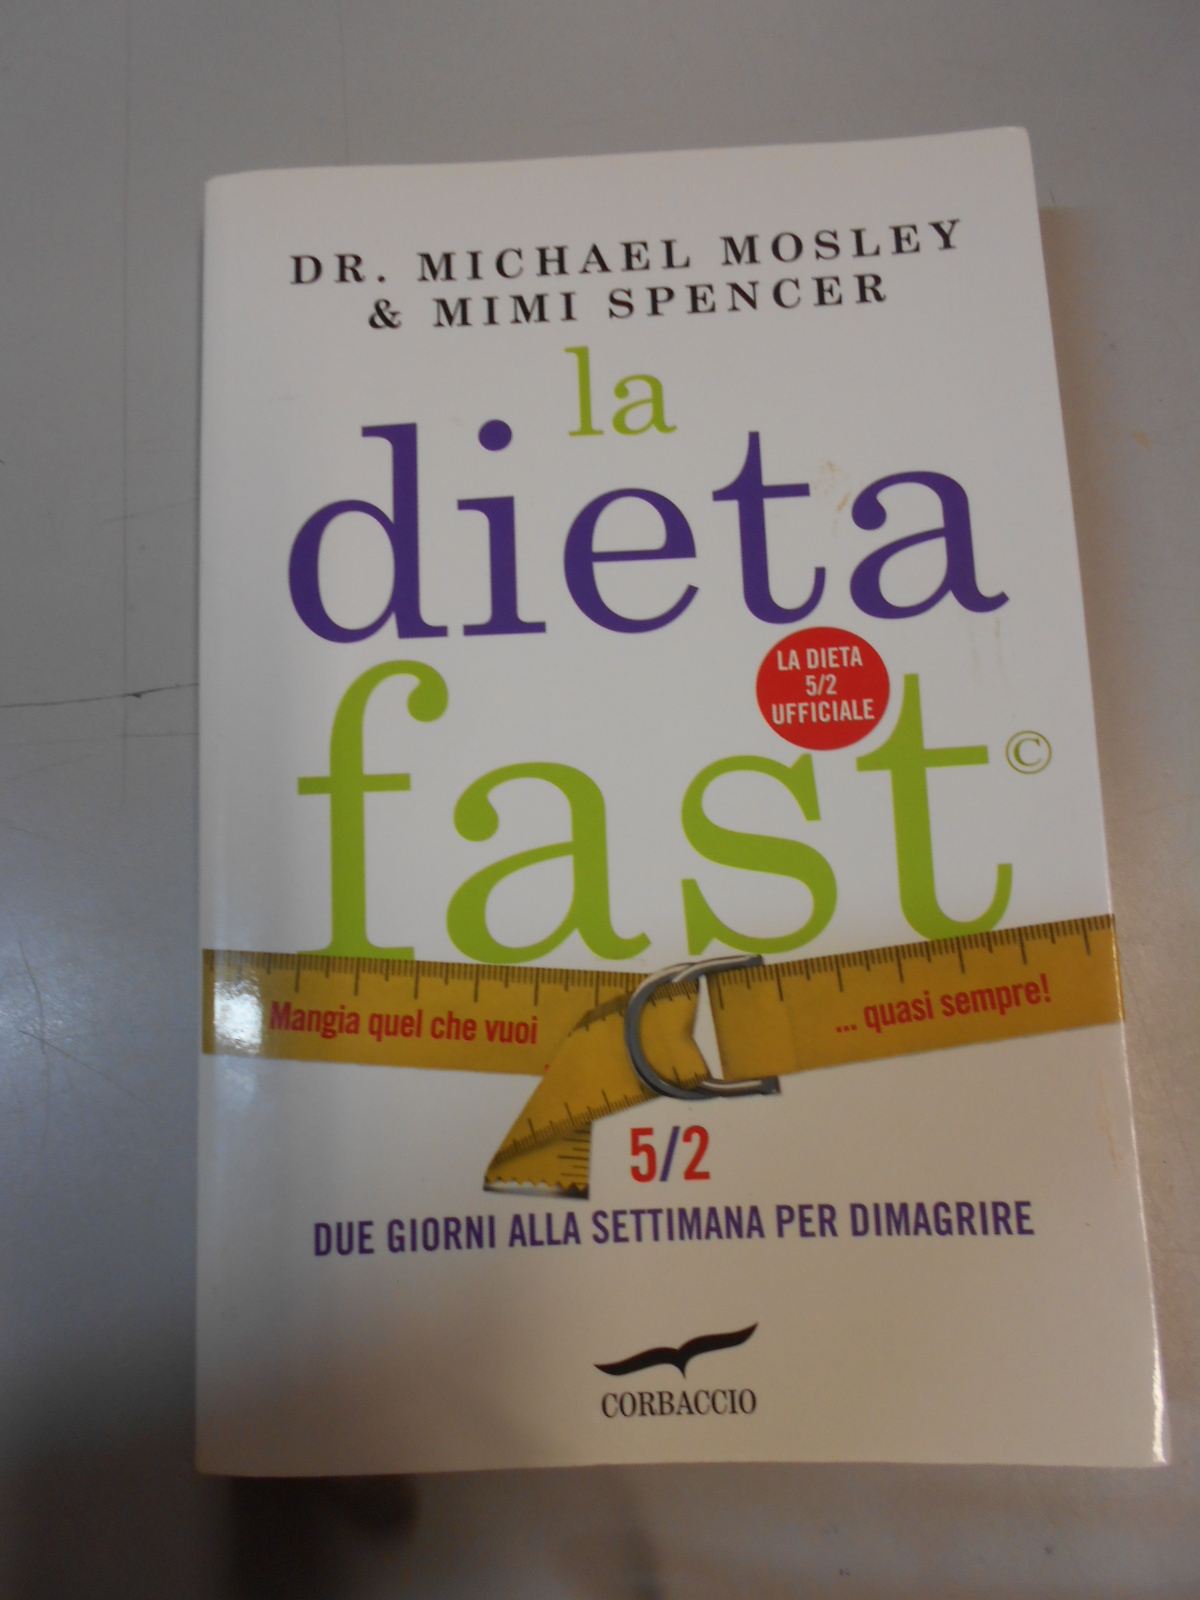 DR. MICHAEL MOSLEY
& MIMI SPENCER
la
dieta
LA DIETA
5/2
UFFICIALE
fast©
Mangia quel che vuoi
... quasi sempre!
5/2
DUE GIORNI ALLA SETTIMANA PER DIMAGRIRE
CORBACCIO